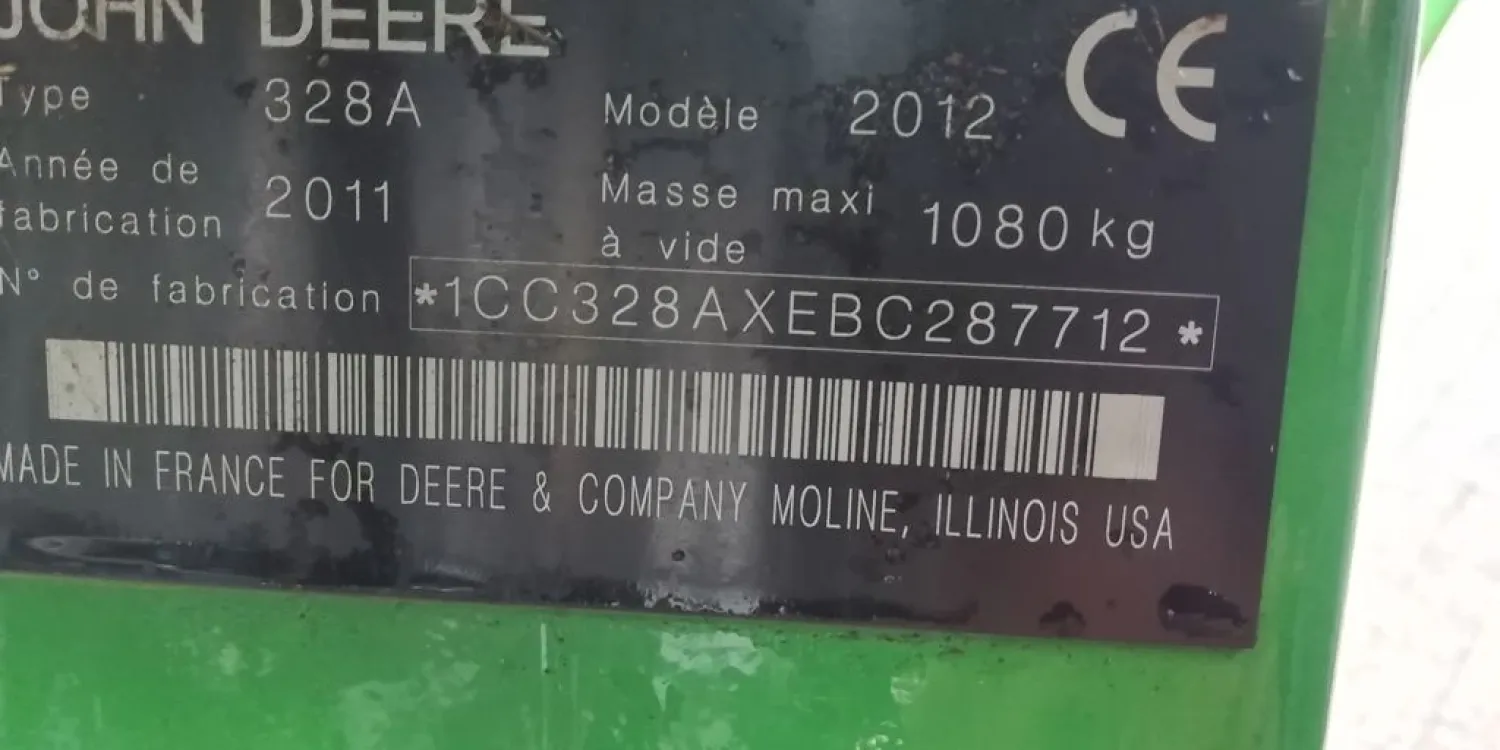 JOHN DEERE
CE
Type 328A Modèle 2012
Année de fabrication 2011 Masse maxi à vide 1080 kg
N° de fabrication *1CC328AXEBC287712*
MADE IN FRANCE FOR DEERE & COMPANY MOLINE, ILLINOIS USA